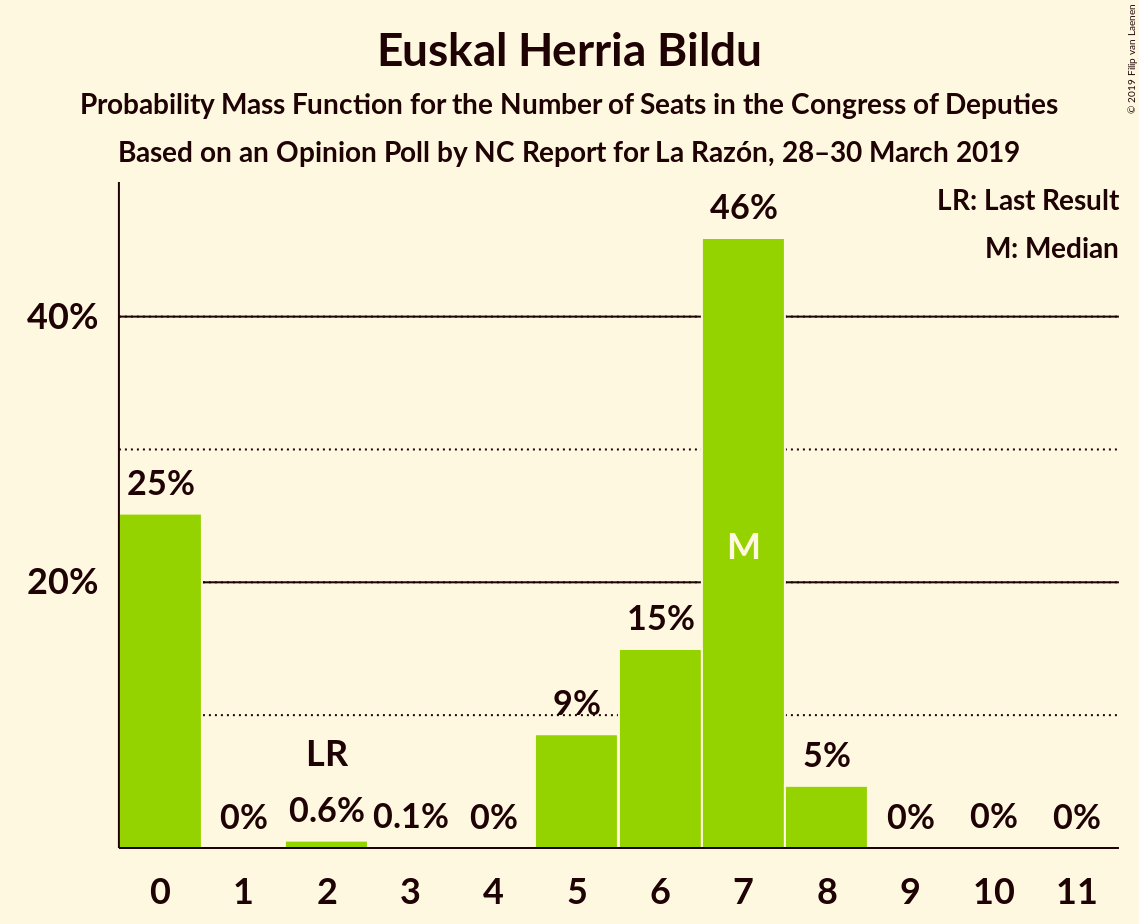 Euskal Herria Bildu
Probability Mass Function for the Number of Seats in the Congress of Deputies
Based on an Opinion Poll by NC Report for La Razón, 28–30 March 2019
© 2019 Filip van Laenen
LR: Last Result
M: Median
40%
20%
25%
0%
LR
0.6%
0.1%
0%
9%
15%
46%
M
5%
0%
0%
0%
0 1 2 3 4 5 6 7 8 9 10 11